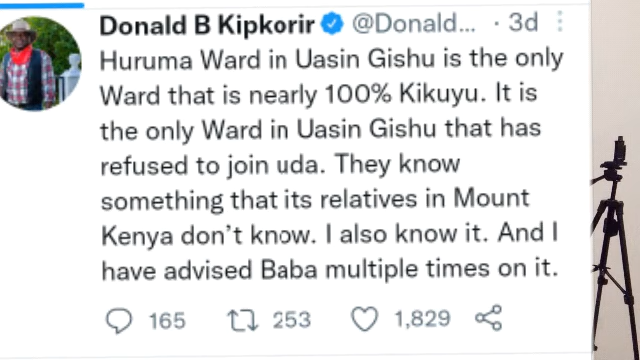 Donald B Kipkorir @Donald... · 3d
Huruma Ward in Uasin Gishu is the only
Ward that is nearly 100% Kikuyu. It is
the only Ward in Uasin Gishu that has
refused to join uda. They know
something that its relatives in Mount
Kenya don't know. I also know it. And I
have advised Baba multiple times on it.
165 253 1,829